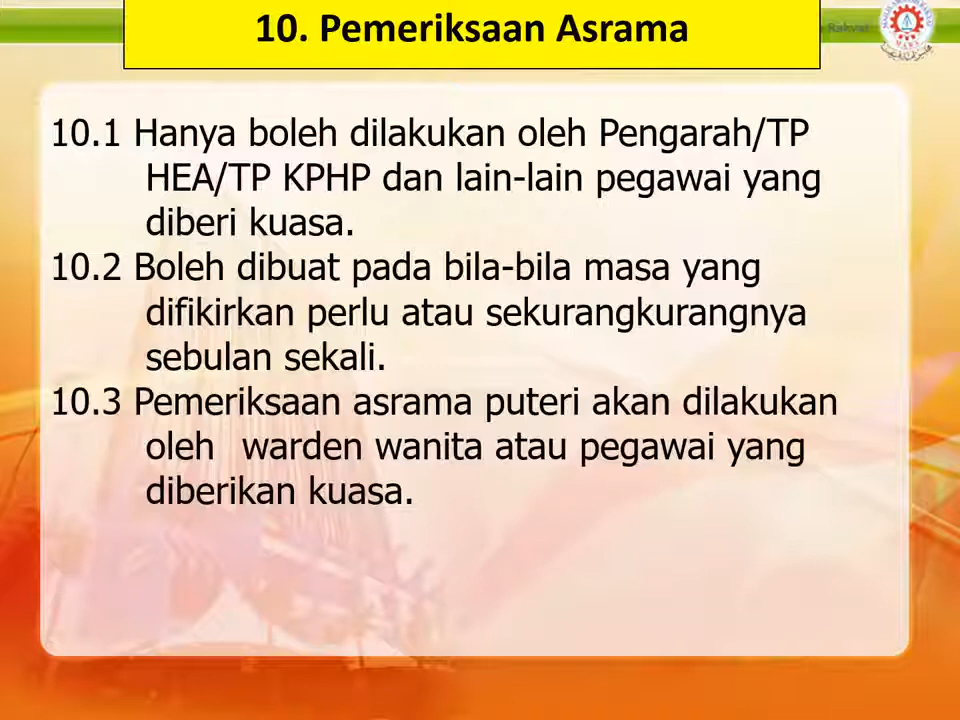 10. Pemeriksaan Asrama
Rakyat
MARA
10.1 Hanya boleh dilakukan oleh Pengarah/TP
HEA/TP KPHP dan lain-lain pegawai yang
diberi kuasa.
10.2 Boleh dibuat pada bila-bila masa yang
difikirkan perlu atau sekurangkurangnya
sebulan sekali.
10.3 Pemeriksaan asrama puteri akan dilakukan
oleh warden wanita atau pegawai yang
diberikan kuasa.